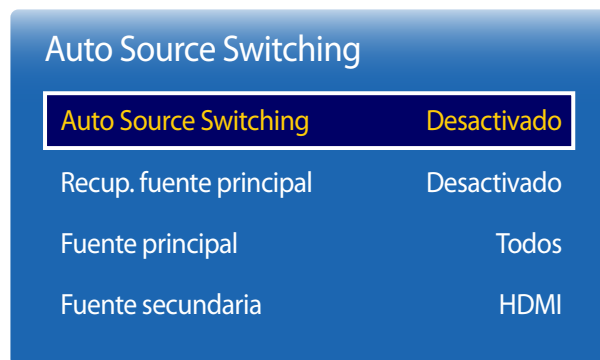 Auto Source Switching
Auto Source Switching Desactivado
Recup. fuente principal Desactivado
Fuente principal Todos
Fuente secundaria HDMI